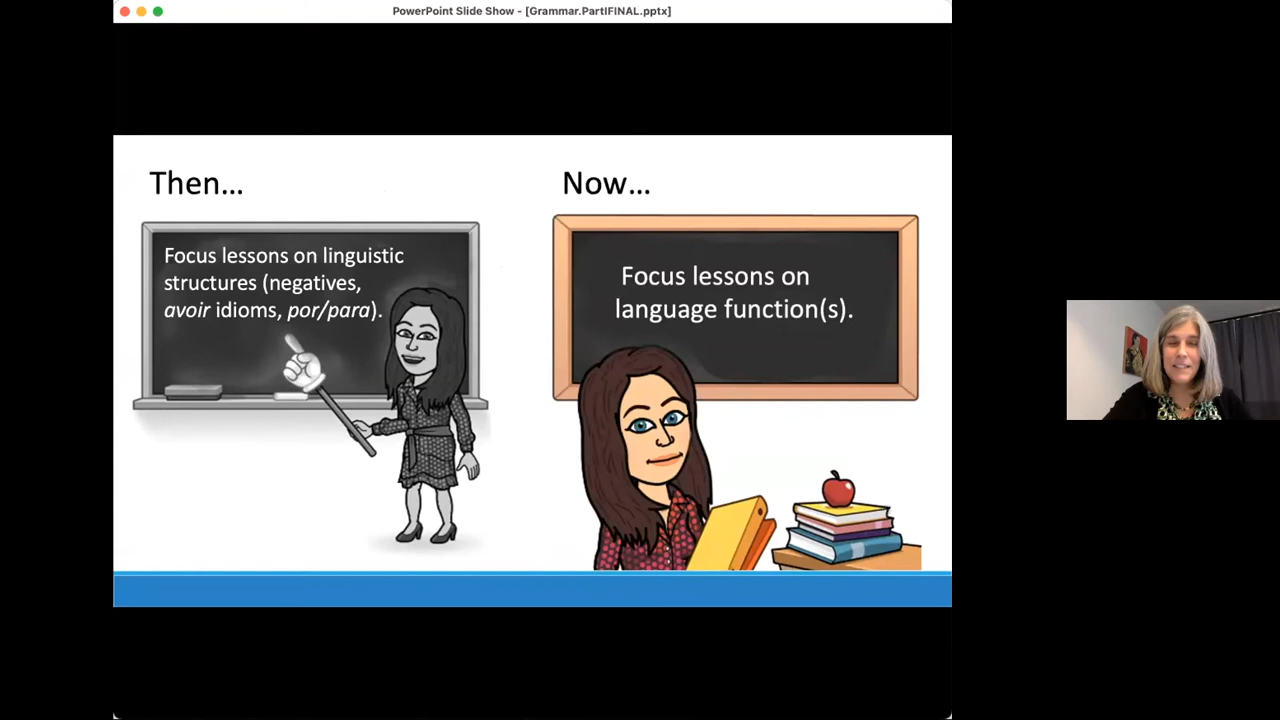 PowerPoint Slide Show - [Grammar.PartIFINAL.pptx]
Then...
Focus lessons on linguistic
structures (negatives,
avoir idioms, por/para).
Now...
Focus lessons on
language function(s).